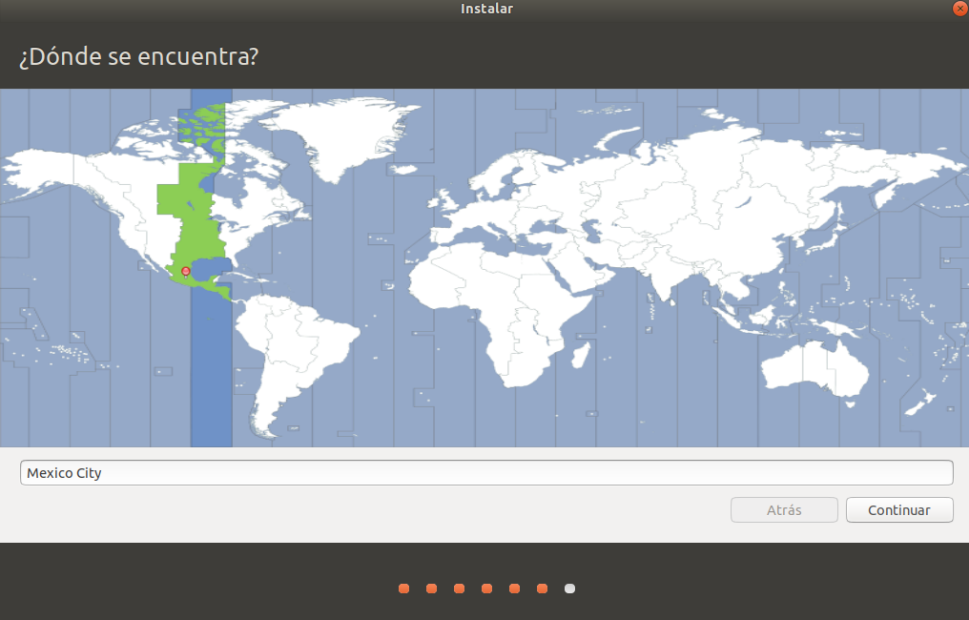 Instalar
¿Dónde se encuentra?
Mexico City
Atrás
Continuar